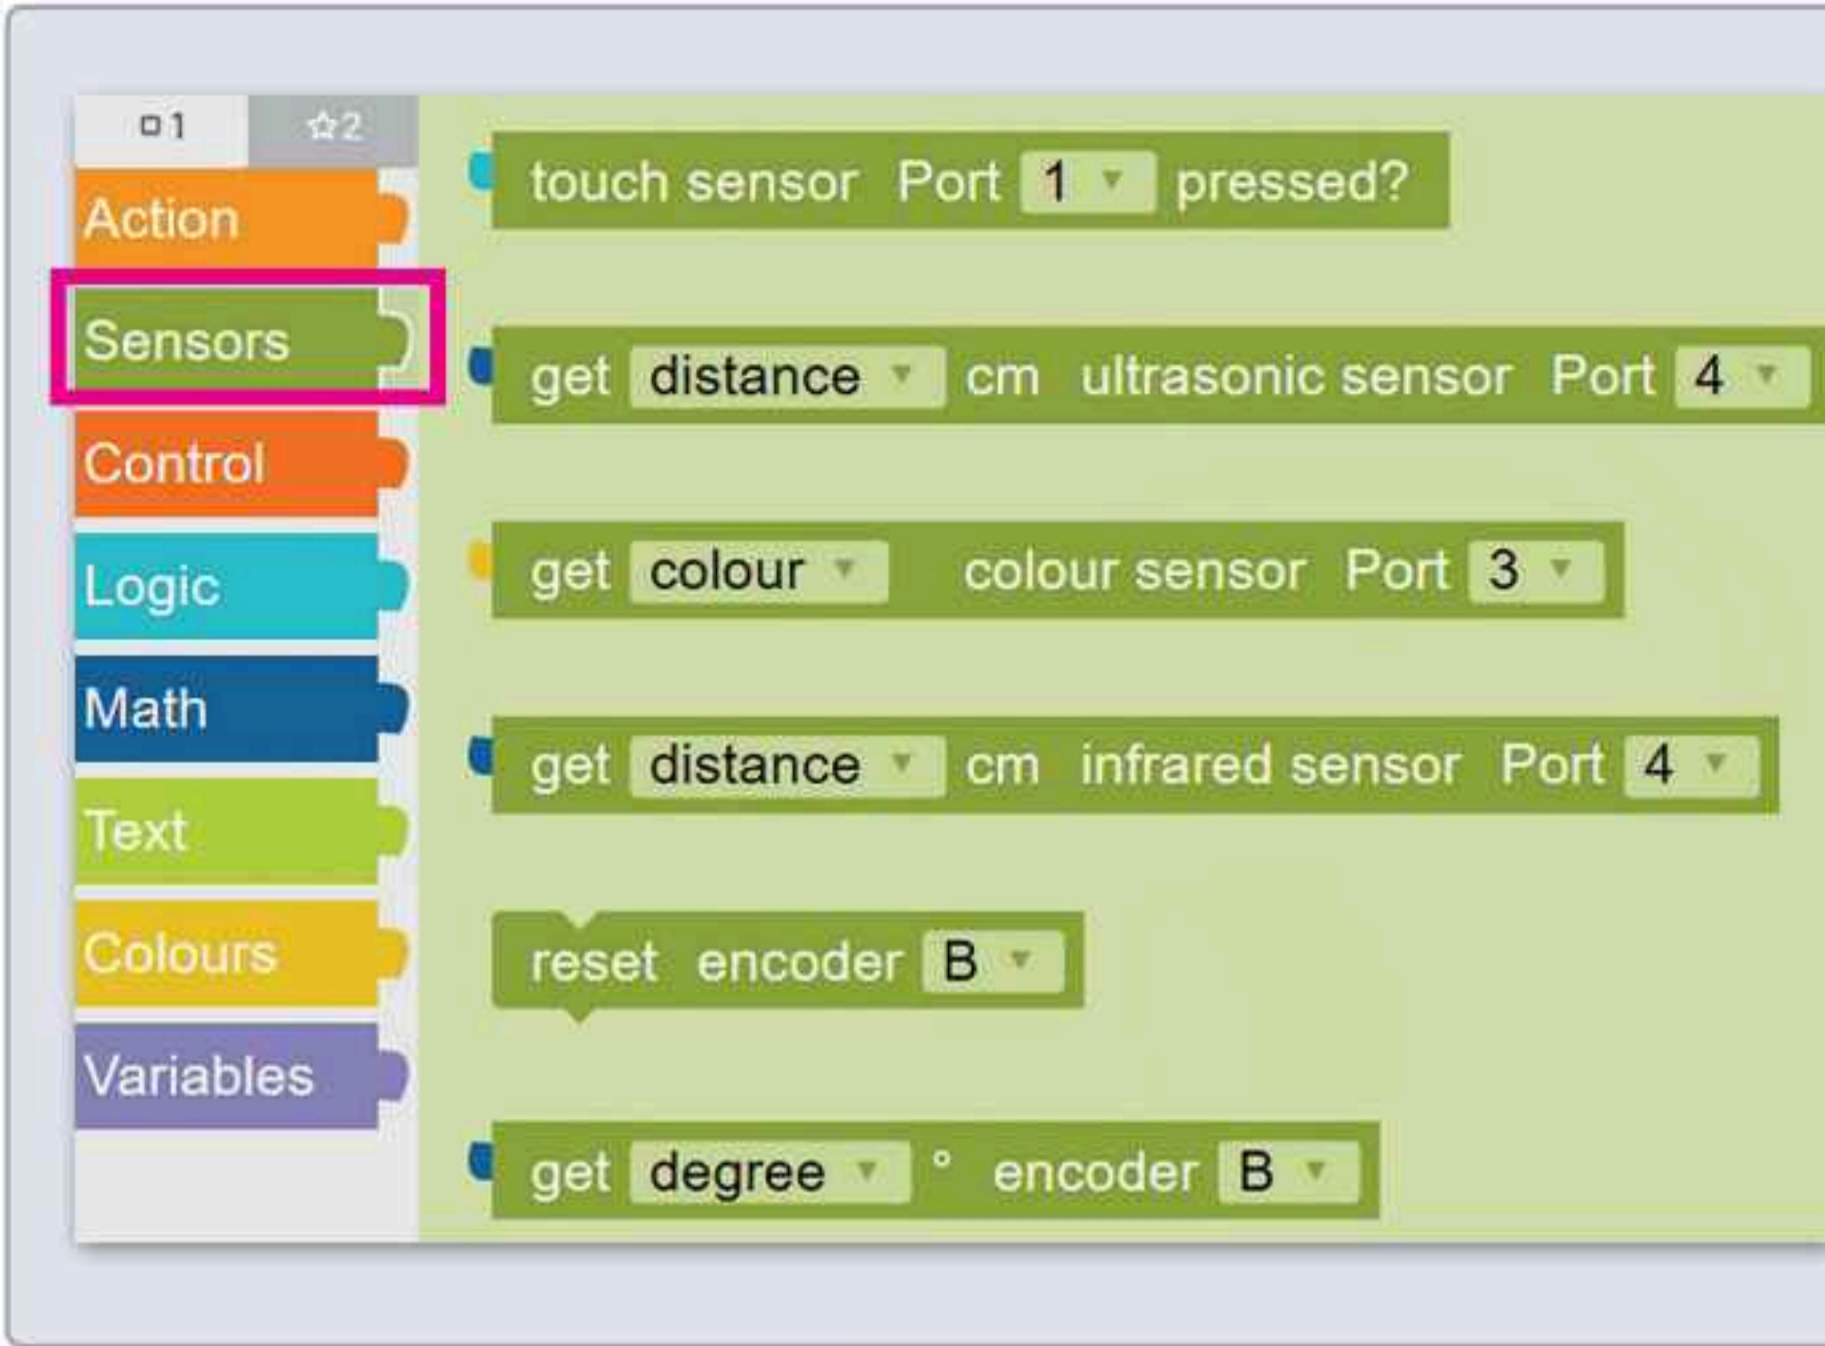 1 2
Action
Sensors
Control
Logic
Math
Text
Colours
Variables
touch sensor Port 1 pressed?
get distance cm ultrasonic sensor Port 4
get colour colour sensor Port 3
get distance cm infrared sensor Port 4
reset encoder B
get degree ° encoder B